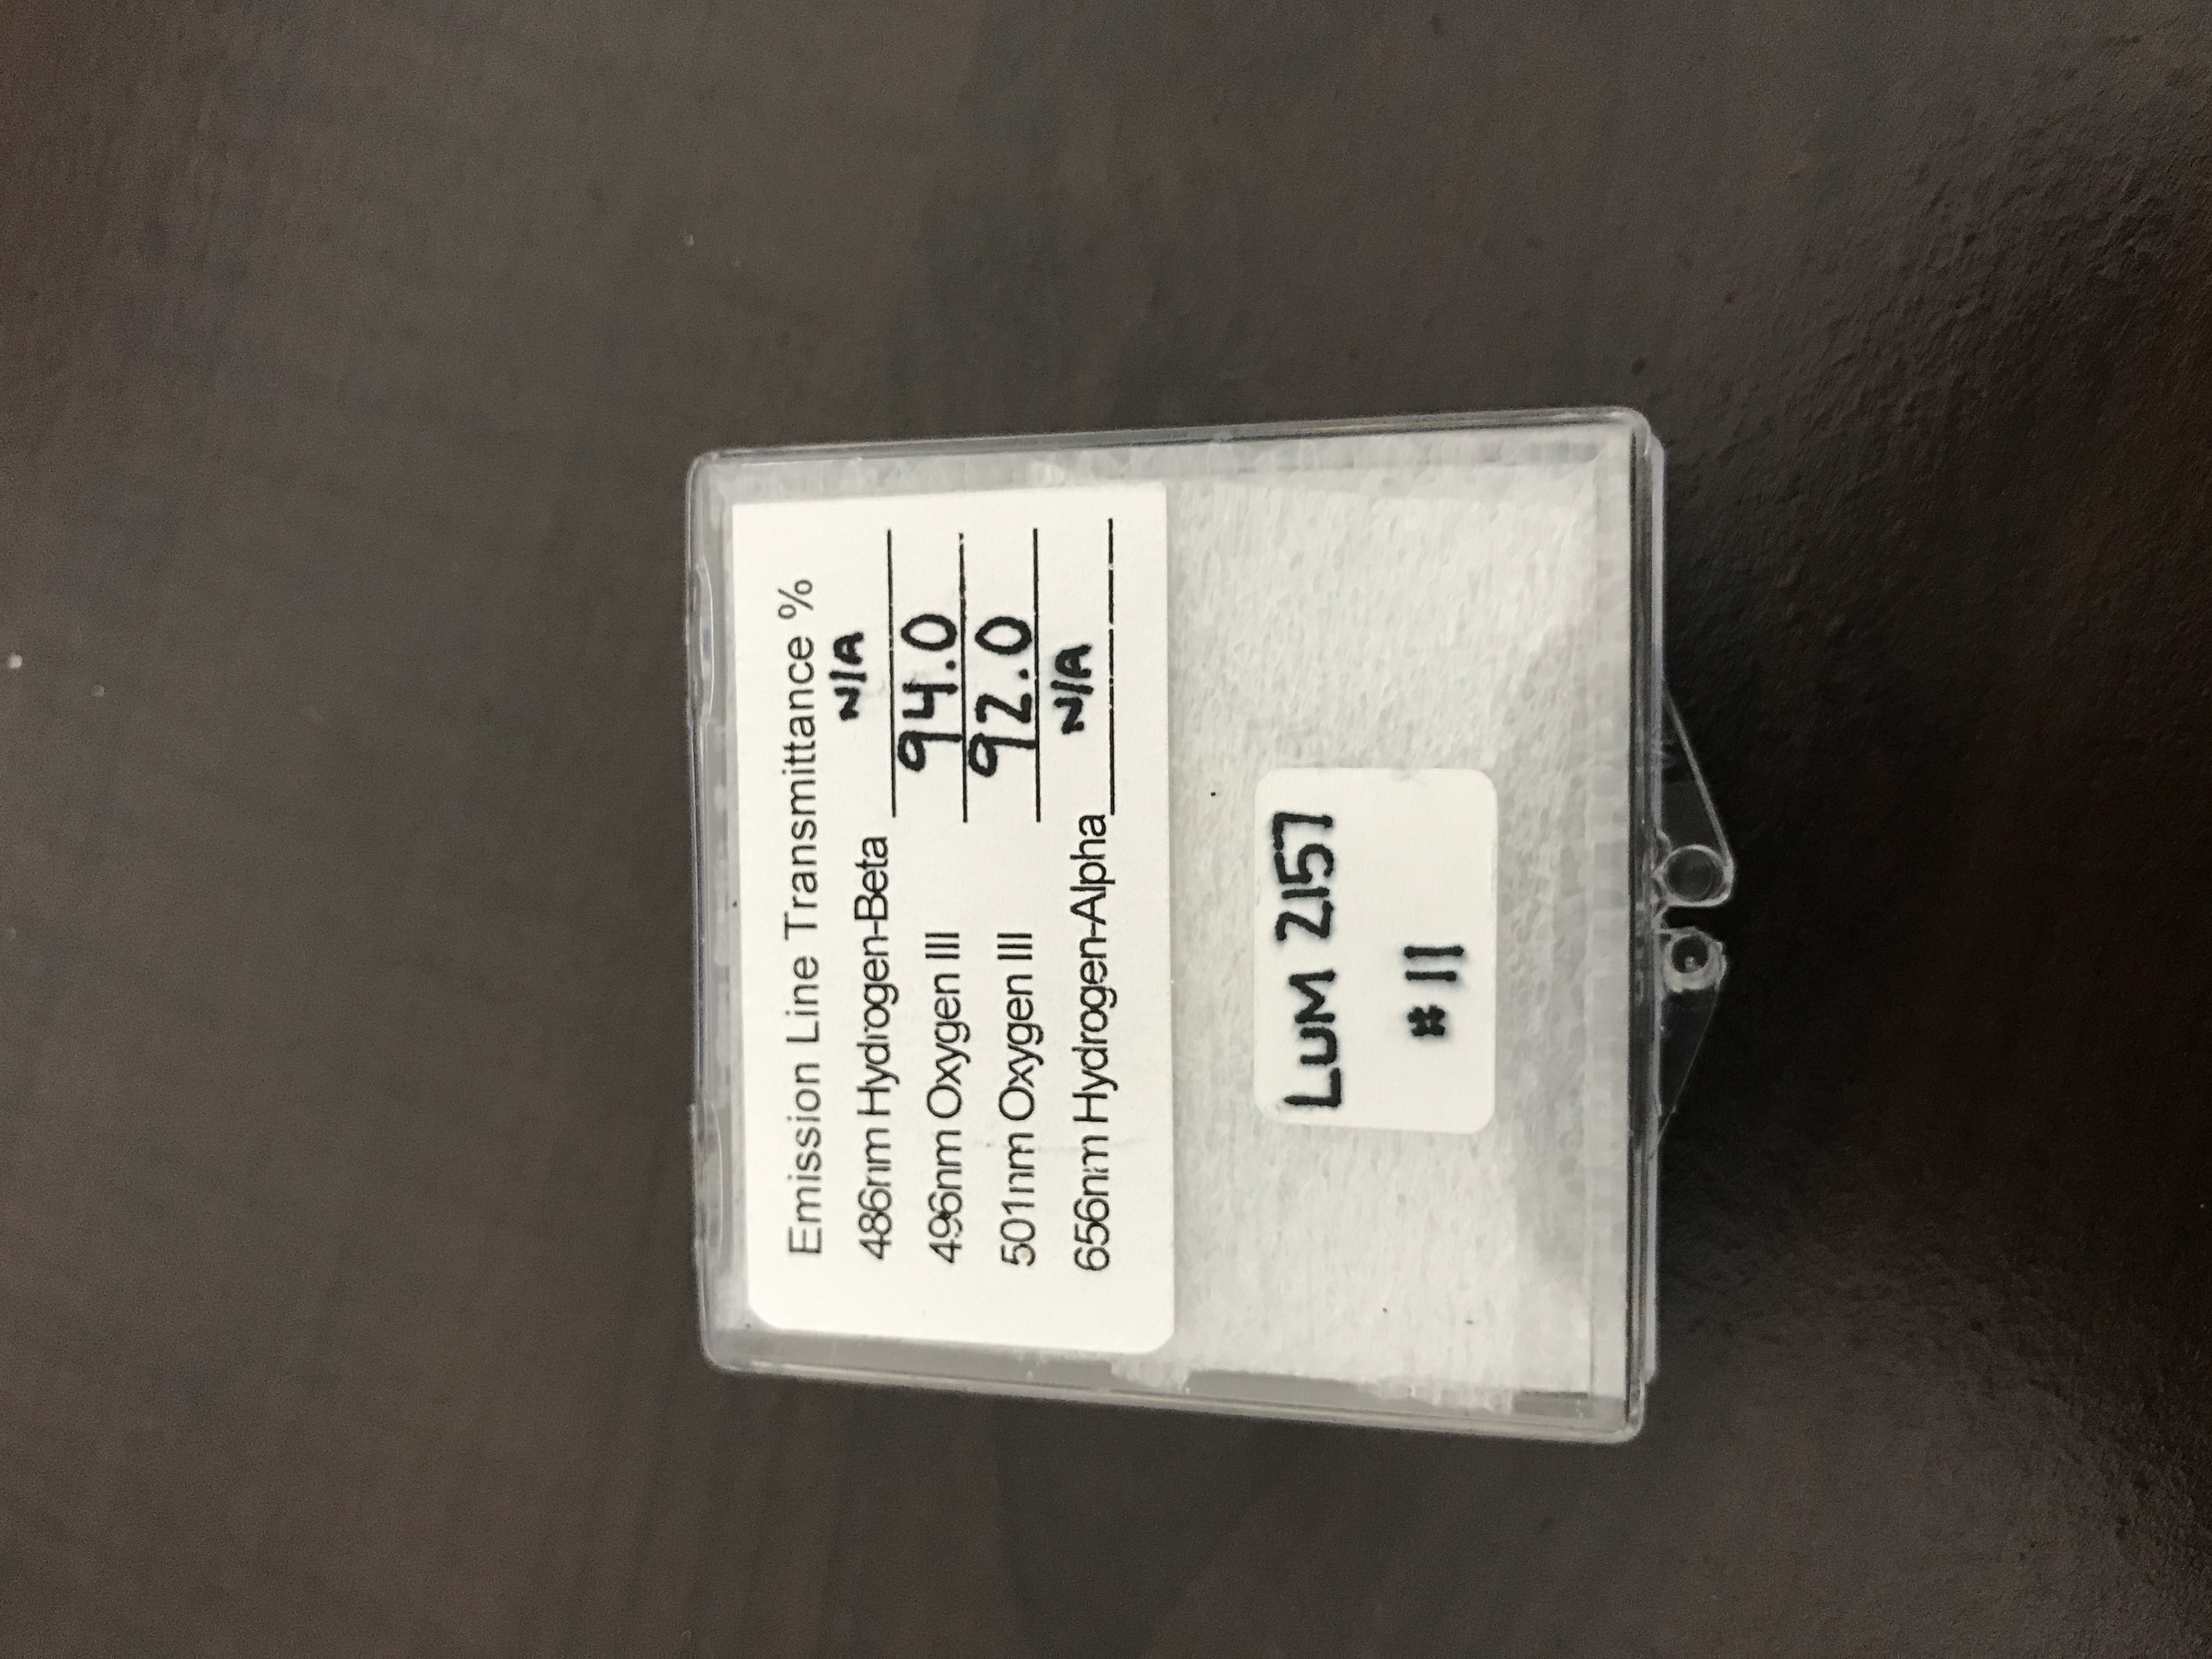 Emission Line Transmittance %
486nm Hydrogen-Beta N/A
496nm Oxygen III 94.0
501nm Oxygen III 92.0
656nm Hydrogen-Alpha N/A
LUM 2157
# 11